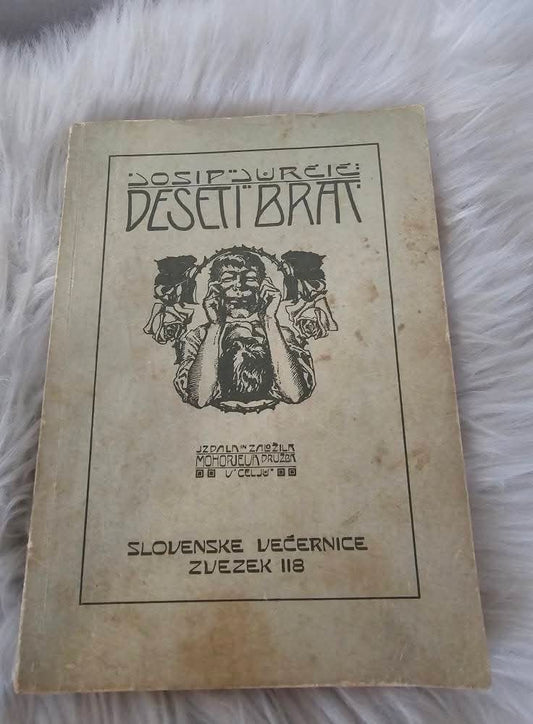 JOSIP JURČIČ:
DESETI BRAT
IZDALA IN ZALOŽILA
MOHORJEVA DRUŽBA
V CELJU
SLOVENSKE VEČERNICE
ZVEZEK 118